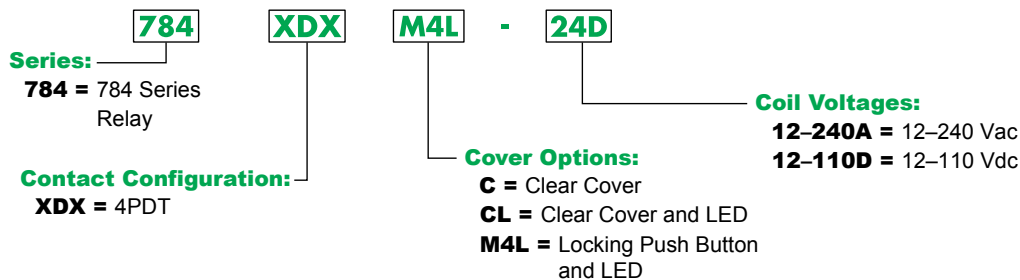 784 XDX M4L - 24D
Series:
784 = 784 Series
Relay
Contact Configuration:
XDX = 4PDT
Cover Options:
C = Clear Cover
CL = Clear Cover and LED
M4L = Locking Push Button
and LED
Coil Voltages:
12–240A = 12–240 Vac
12–110D = 12–110 Vdc